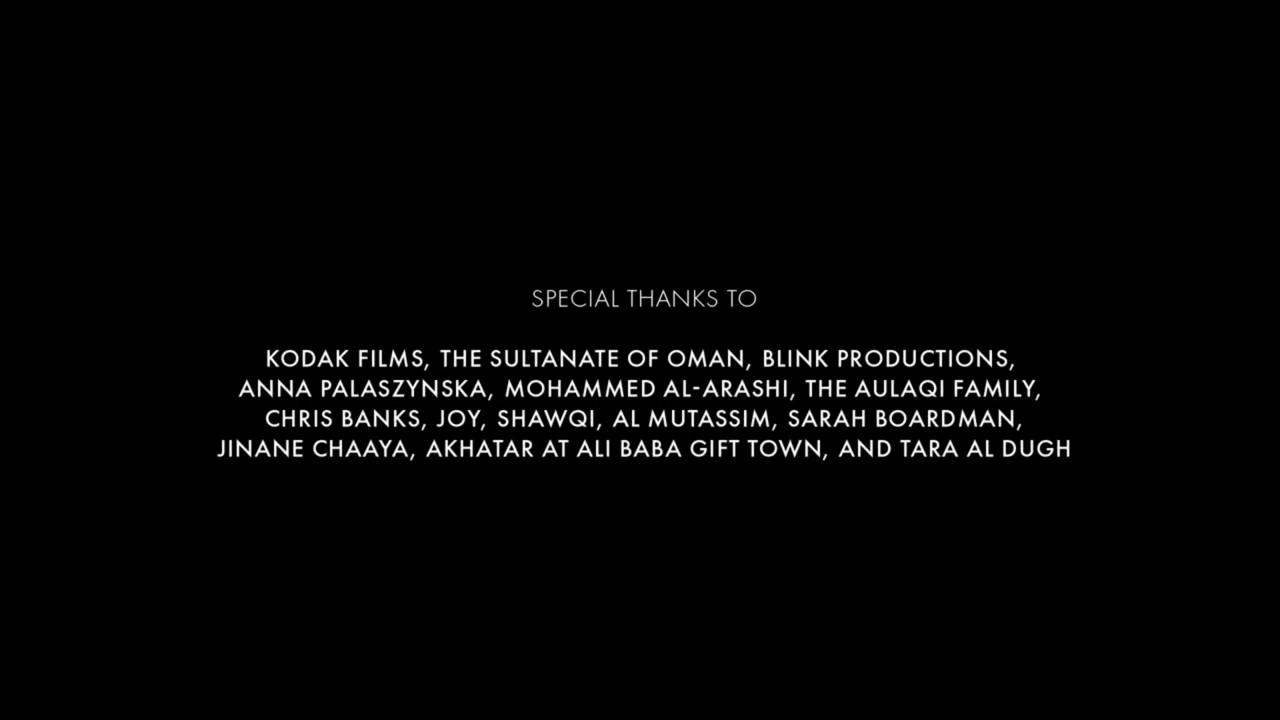 SPECIAL THANKS TO
KODAK FILMS, THE SULTANATE OF OMAN, BLINK PRODUCTIONS,
ANNA PALASZYNSKA, MOHAMMED AL-ARASHI, THE AULAQI FAMILY,
CHRIS BANKS, JOY, SHAWQI, AL MUTASSIM, SARAH BOARDMAN,
JINANE CHAAYA, AKHATAR AT ALI BABA GIFT TOWN, AND TARA AL DUGH